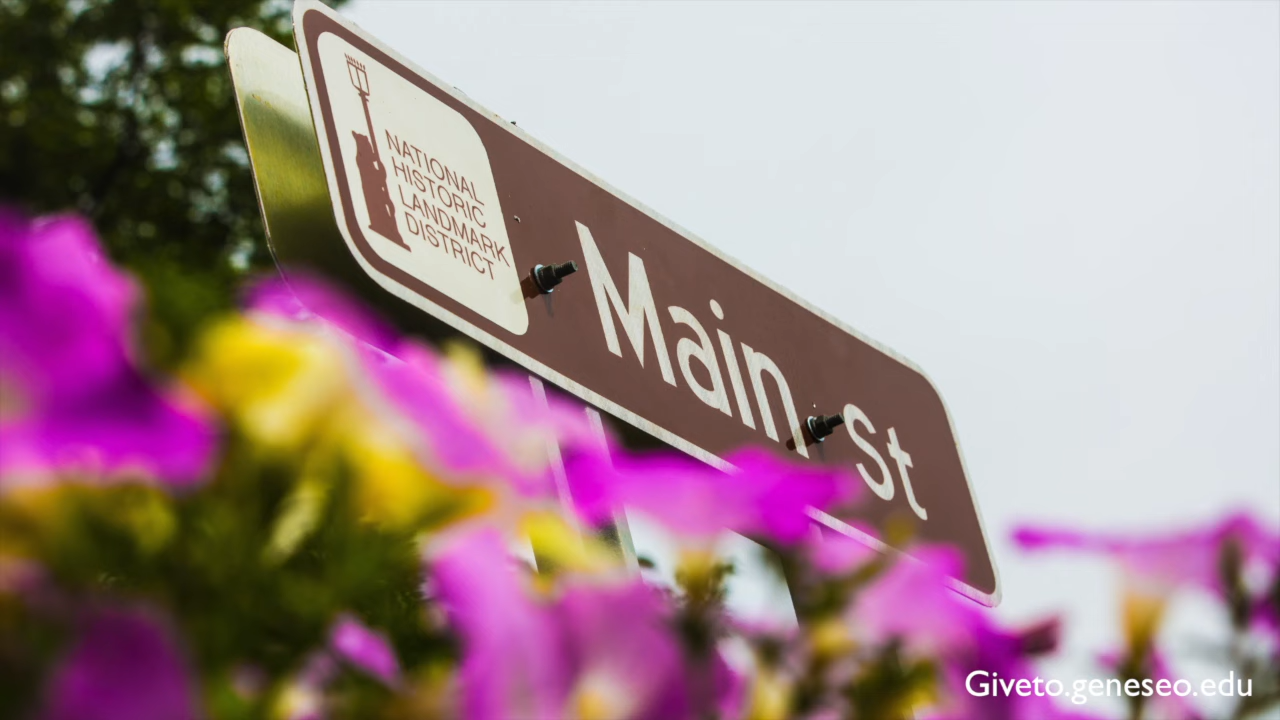 NATIONAL
HISTORIC
LANDMARK
DISTRICT
Main St
Giveto.geneseo.edu